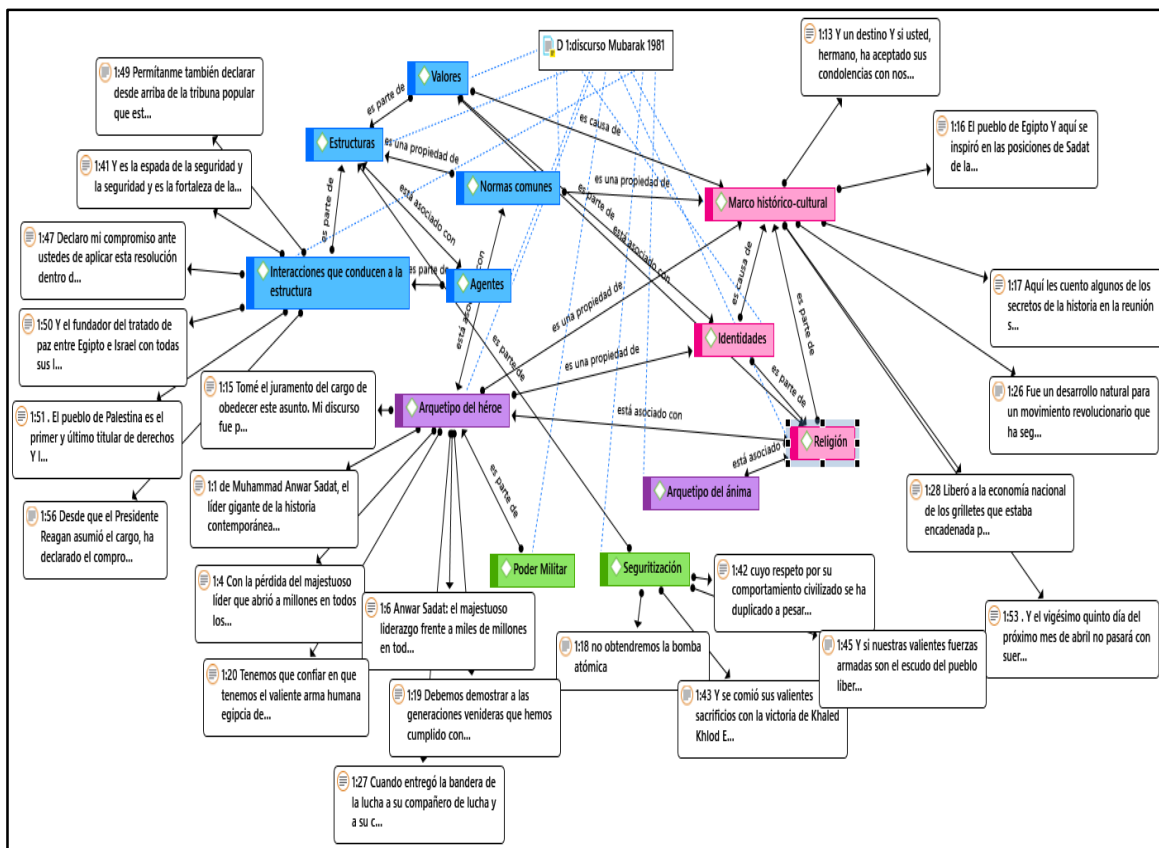 D 1:discurso Mubarak 1981
1:13 Y un destino Y si usted,
hermano, ha aceptado sus
condolencias con nos...
1:49 Permítanme también declarar
desde arriba de la tribuna popular
que est...
Valores
es parte de
es causa de
1:16 El pueblo de Egipto Y aquí se
inspiró en las posiciones de Sadat
de la...
Estructuras
es una propiedad de
1:41 Y es la espada de la seguridad y
la seguridad y es la fortaleza de la...
Normas comunes
es una propiedad de
es parte de
Marco histórico-cultural
es parte de
está asociado con
está asociado con
1:47 Declaro mi compromiso ante
ustedes de aplicar esta resolución
dentro d...
Interacciones que conducen a la
estructura
es parte de
Agentes
está asociado con
es una propiedad de
es causa de
es parte de
1:17 Aquí les cuento algunos de los
secretos de la historia en la reunión
s...
1:50 Y el fundador del tratado de
paz entre Egipto e Israel con todas
sus l...
Identidades
es parte de
es una propiedad de
es parte de
1:15 Tomé el juramento del cargo de
obedecer este asunto. Mi discurso
fue p...
Arquetipo del héroe
está asociado con
1:26 Fue un desarrollo natural para
un movimiento revolucionario que
ha seg...
1:51 . El pueblo de Palestina es el
primer y último titular de derechos
Y l...
Religión
está asociado
1:1 de Muhammad Anwar Sadat, el
líder gigante de la historia
contemporánea...
es parte de
Arquetipo del ánima
1:28 Liberó a la economía nacional
de los grilletes que estaba
encadenada p...
1:56 Desde que el Presidente
Reagan asumió el cargo, ha
declarado el compro...
Poder Militar
Seguritización
1:42 cuyo respeto por su
comportamiento civilizado se ha
duplicado a pesar...
1:4 Con la pérdida del majestuoso
líder que abrió a millones en todos
los...
1:6 Anwar Sadat: el majestuoso
liderazgo frente a miles de millones
en tod...
1:53 . Y el vigésimo quinto día del
próximo mes de abril no pasará con
suer...
1:18 no obtendremos la bomba
atómica
1:45 Y si nuestras valientes fuerzas
armadas son el escudo del pueblo
liber...
1:20 Tenemos que confiar en que
tenemos el valiente arma humana
egipcia de...
1:19 Debemos demostrar a las
generaciones venideras que hemos
cumplido con...
1:43 Y se comió sus valientes
sacrificios con la victoria de Khaled
Khlod E...
1:27 Cuando entregó la bandera de
la lucha a su compañero de lucha y
a su c...